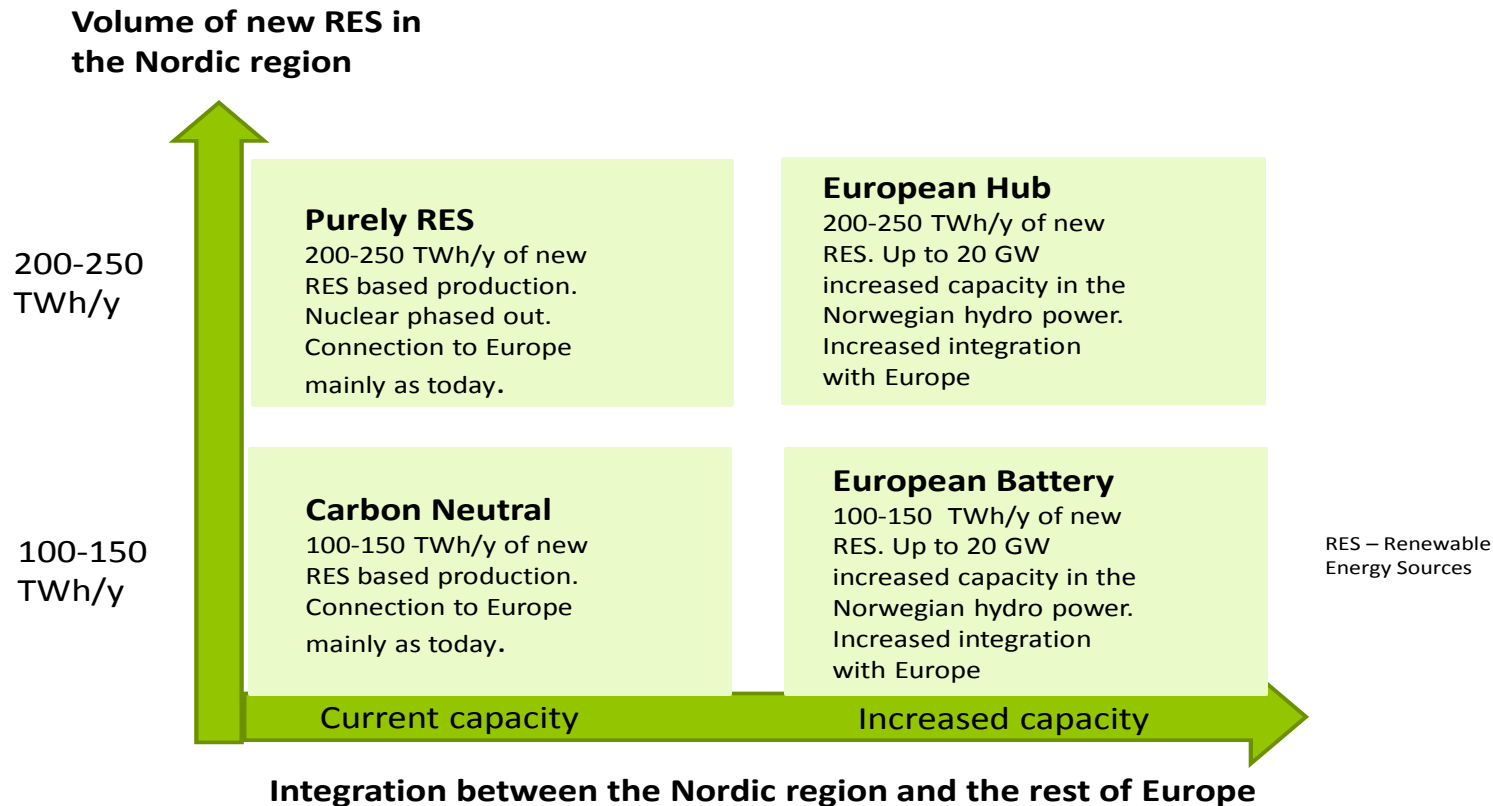 Volume of new RES in
the Nordic region
200-250
TWh/y
Purely RES
200-250 TWh/y of new
RES based production.
Nuclear phased out.
Connection to Europe
mainly as today.
European Hub
200-250 TWh/y of new
RES. Up to 20 GW
increased capacity in the
Norwegian hydro power.
Increased integration
with Europe
100-150
TWh/y
Carbon Neutral
100-150 TWh/y of new
RES based production.
Connection to Europe
mainly as today.
European Battery
100-150 TWh/y of new
RES. Up to 20 GW
increased capacity in the
Norwegian hydro power.
Increased integration
with Europe
RES – Renewable
Energy Sources
Current capacity
Increased capacity
Integration between the Nordic region and the rest of Europe